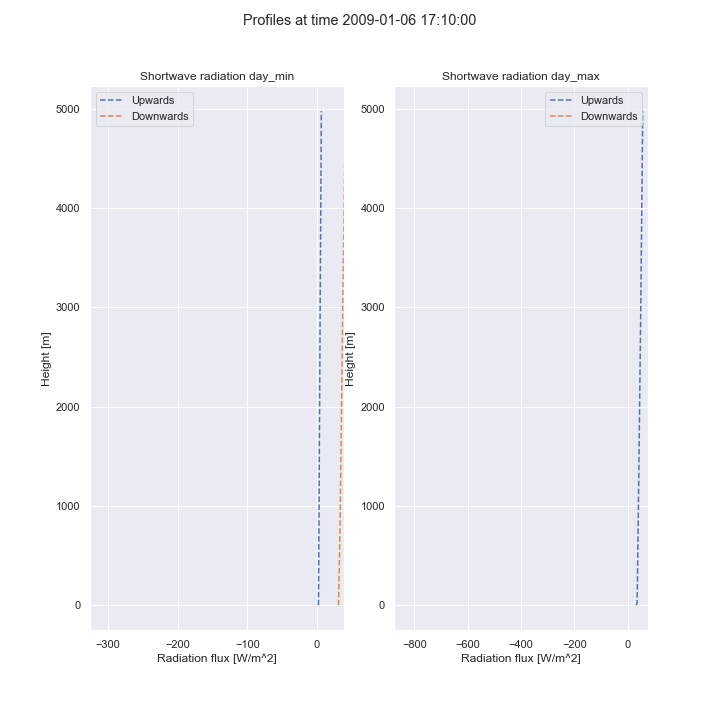 Profiles at time 2009-01-06 17:10:00
Shortwave radiation day_min
Upwards
Downwards
5000
4000
3000
2000
1000
0
Height [m]
−300 −200 −100 0
Radiation flux [W/m^2]
Shortwave radiation day_max
Upwards
Downwards
5000
4000
3000
2000
1000
0
Height [m]
−800 −600 −400 −200 0
Radiation flux [W/m^2]